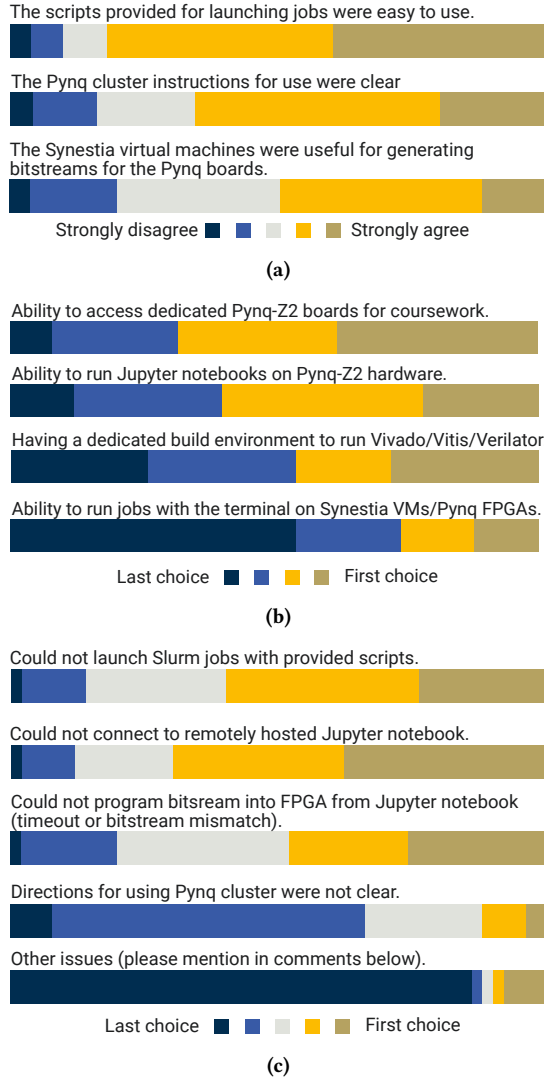 The scripts provided for launching jobs were easy to use.
The Pynq cluster instructions for use were clear
The Synestia virtual machines were useful for generating
bitstreams for the Pynq boards.
Strongly disagree Strongly agree
(a)
Ability to access dedicated Pynq-Z2 boards for coursework.
Ability to run Jupyter notebooks on Pynq-Z2 hardware.
Having a dedicated build environment to run Vivado/Vitis/Verilator
Ability to run jobs with the terminal on Synestia VMs/Pynq FPGAs.
Last choice First choice
(b)
Could not launch Slurm jobs with provided scripts.
Could not connect to remotely hosted Jupyter notebook.
Could not program bitsream into FPGA from Jupyter notebook
(timeout or bitstream mismatch).
Directions for using Pynq cluster were not clear.
Other issues (please mention in comments below).
Last choice First choice
(c)